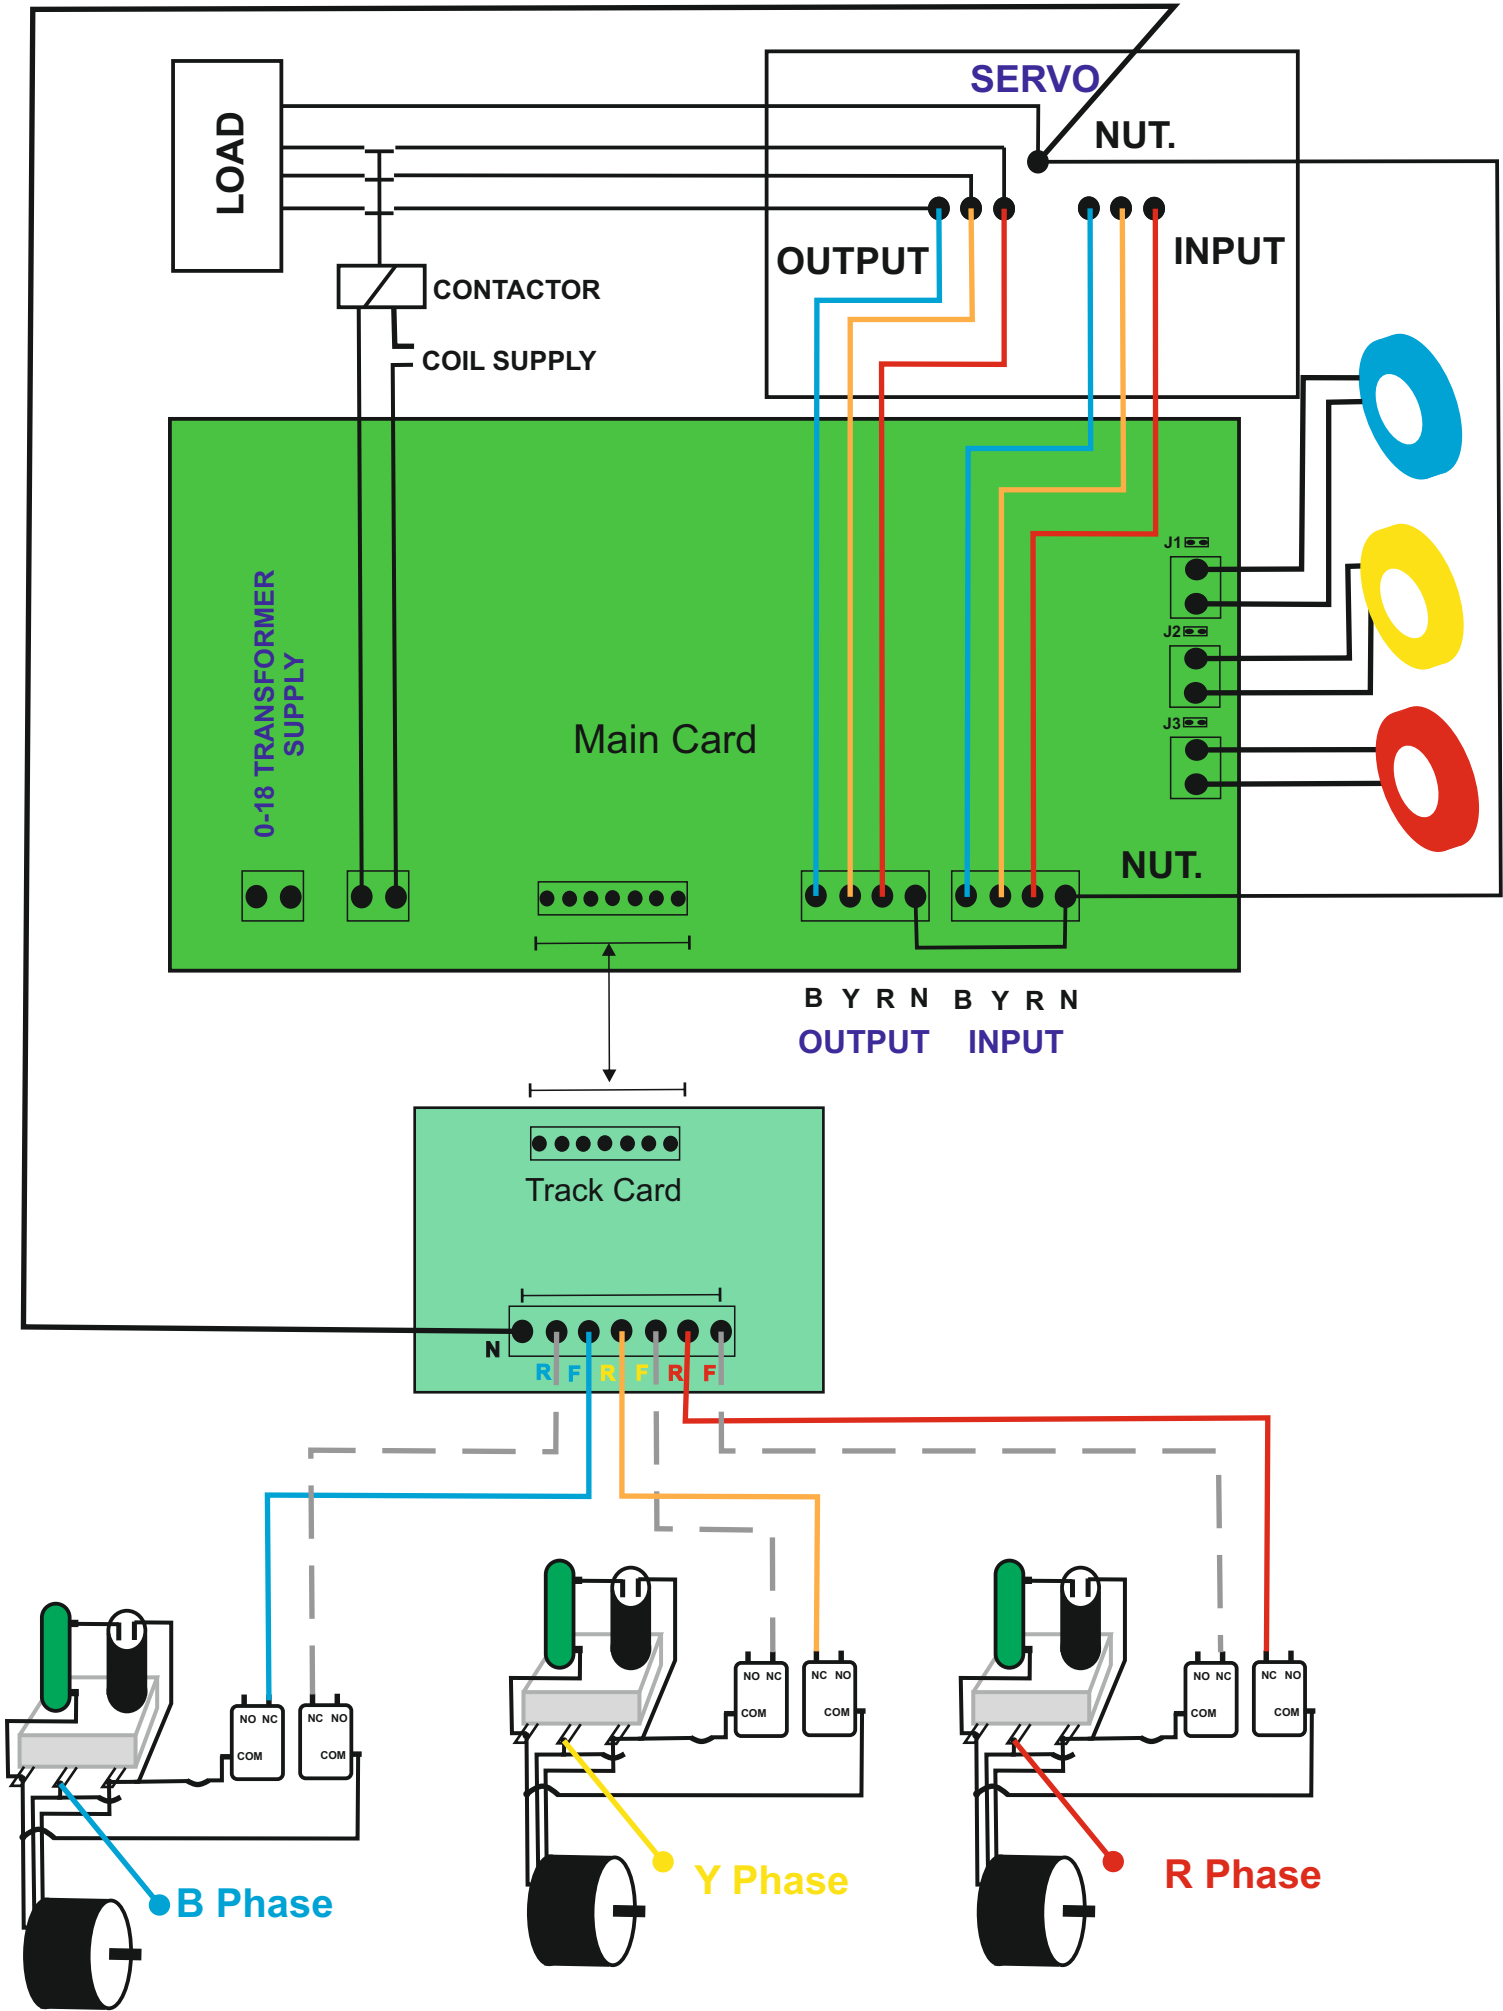 SERVO
NUT.
LOAD
OUTPUT
INPUT
CONTACTOR
COIL SUPPLY
J1
J2
J3
0-18 TRANSFORMER
SUPPLY
Main Card
NUT.
B Y R N B Y R N
OUTPUT INPUT
Track Card
N
R F R F R F
NO NC
COM
NC NO
COM
NO NC
COM
NC NO
COM
NO NC
COM
NC NO
COM
B Phase
Y Phase
R Phase